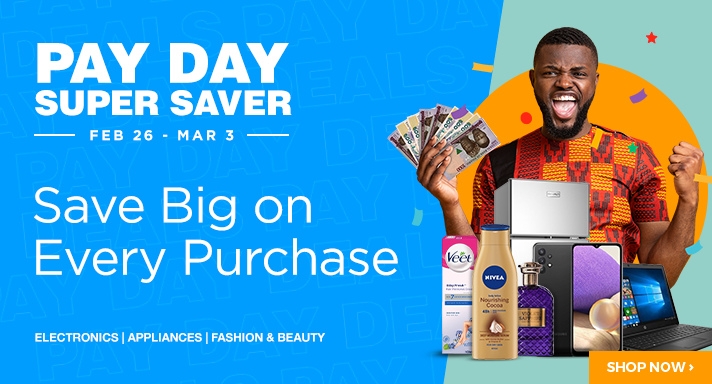 PAY DAY
SUPER SAVER
FEB 26 - MAR 3
Save Big on
Every Purchase
ELECTRONICS | APPLIANCES | FASHION & BEAUTY
Veet
NIVEA
Nourishing
Cocoa
SHOP NOW ›